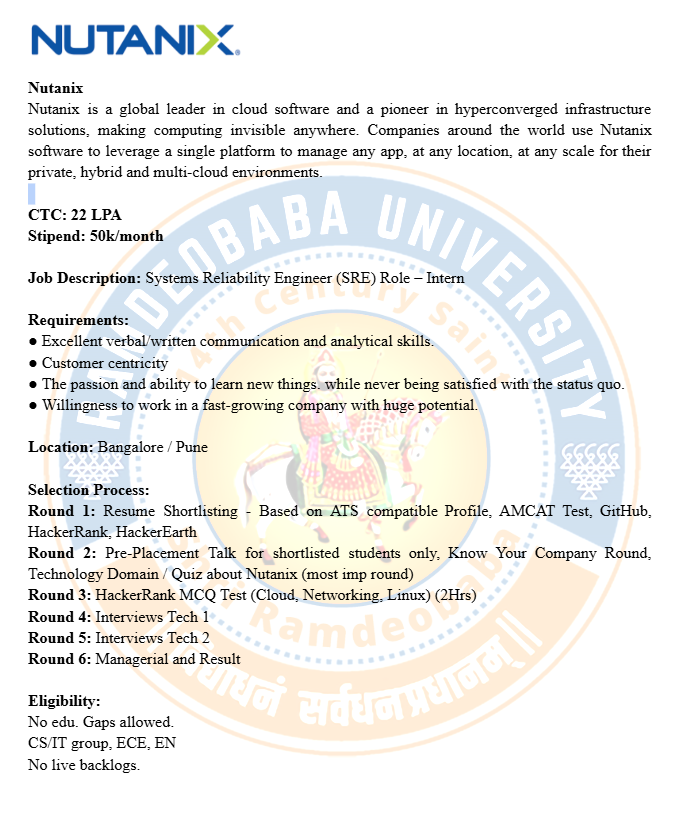 NUTANIX
Nutanix
Nutanix is a global leader in cloud software and a pioneer in hyperconverged infrastructure
solutions, making computing invisible anywhere. Companies around the world use Nutanix
software to leverage a single platform to manage any app, at any location, at any scale for their
private, hybrid and multi-cloud environments.
CTC: 22 LPA
Stipend: 50k/month
Job Description: Systems Reliability Engineer (SRE) Role – Intern
Requirements:
● Excellent verbal/written communication and analytical skills.
● Customer centricity
● The passion and ability to learn new things. while never being satisfied with the status quo.
● Willingness to work in a fast-growing company with huge potential.
Location: Bangalore / Pune
Selection Process:
Round 1: Resume Shortlisting - Based on ATS compatible Profile, AMCAT Test, GitHub,
HackerRank, HackerEarth
Round 2: Pre-Placement Talk for shortlisted students only, Know Your Company Round,
Technology Domain / Quiz about Nutanix (most imp round)
Round 3: HackerRank MCQ Test (Cloud, Networking, Linux) (2Hrs)
Round 4: Interviews Tech 1
Round 5: Interviews Tech 2
Round 6: Managerial and Result
Eligibility:
No edu. Gaps allowed.
CS/IT group, ECE, EN
No live backlogs.
RAMDEOBABA UNIVERSITY
14th Century Saint
Shri Ramdeobaba
विद्याधनं सर्वधनप्रधानम् ||